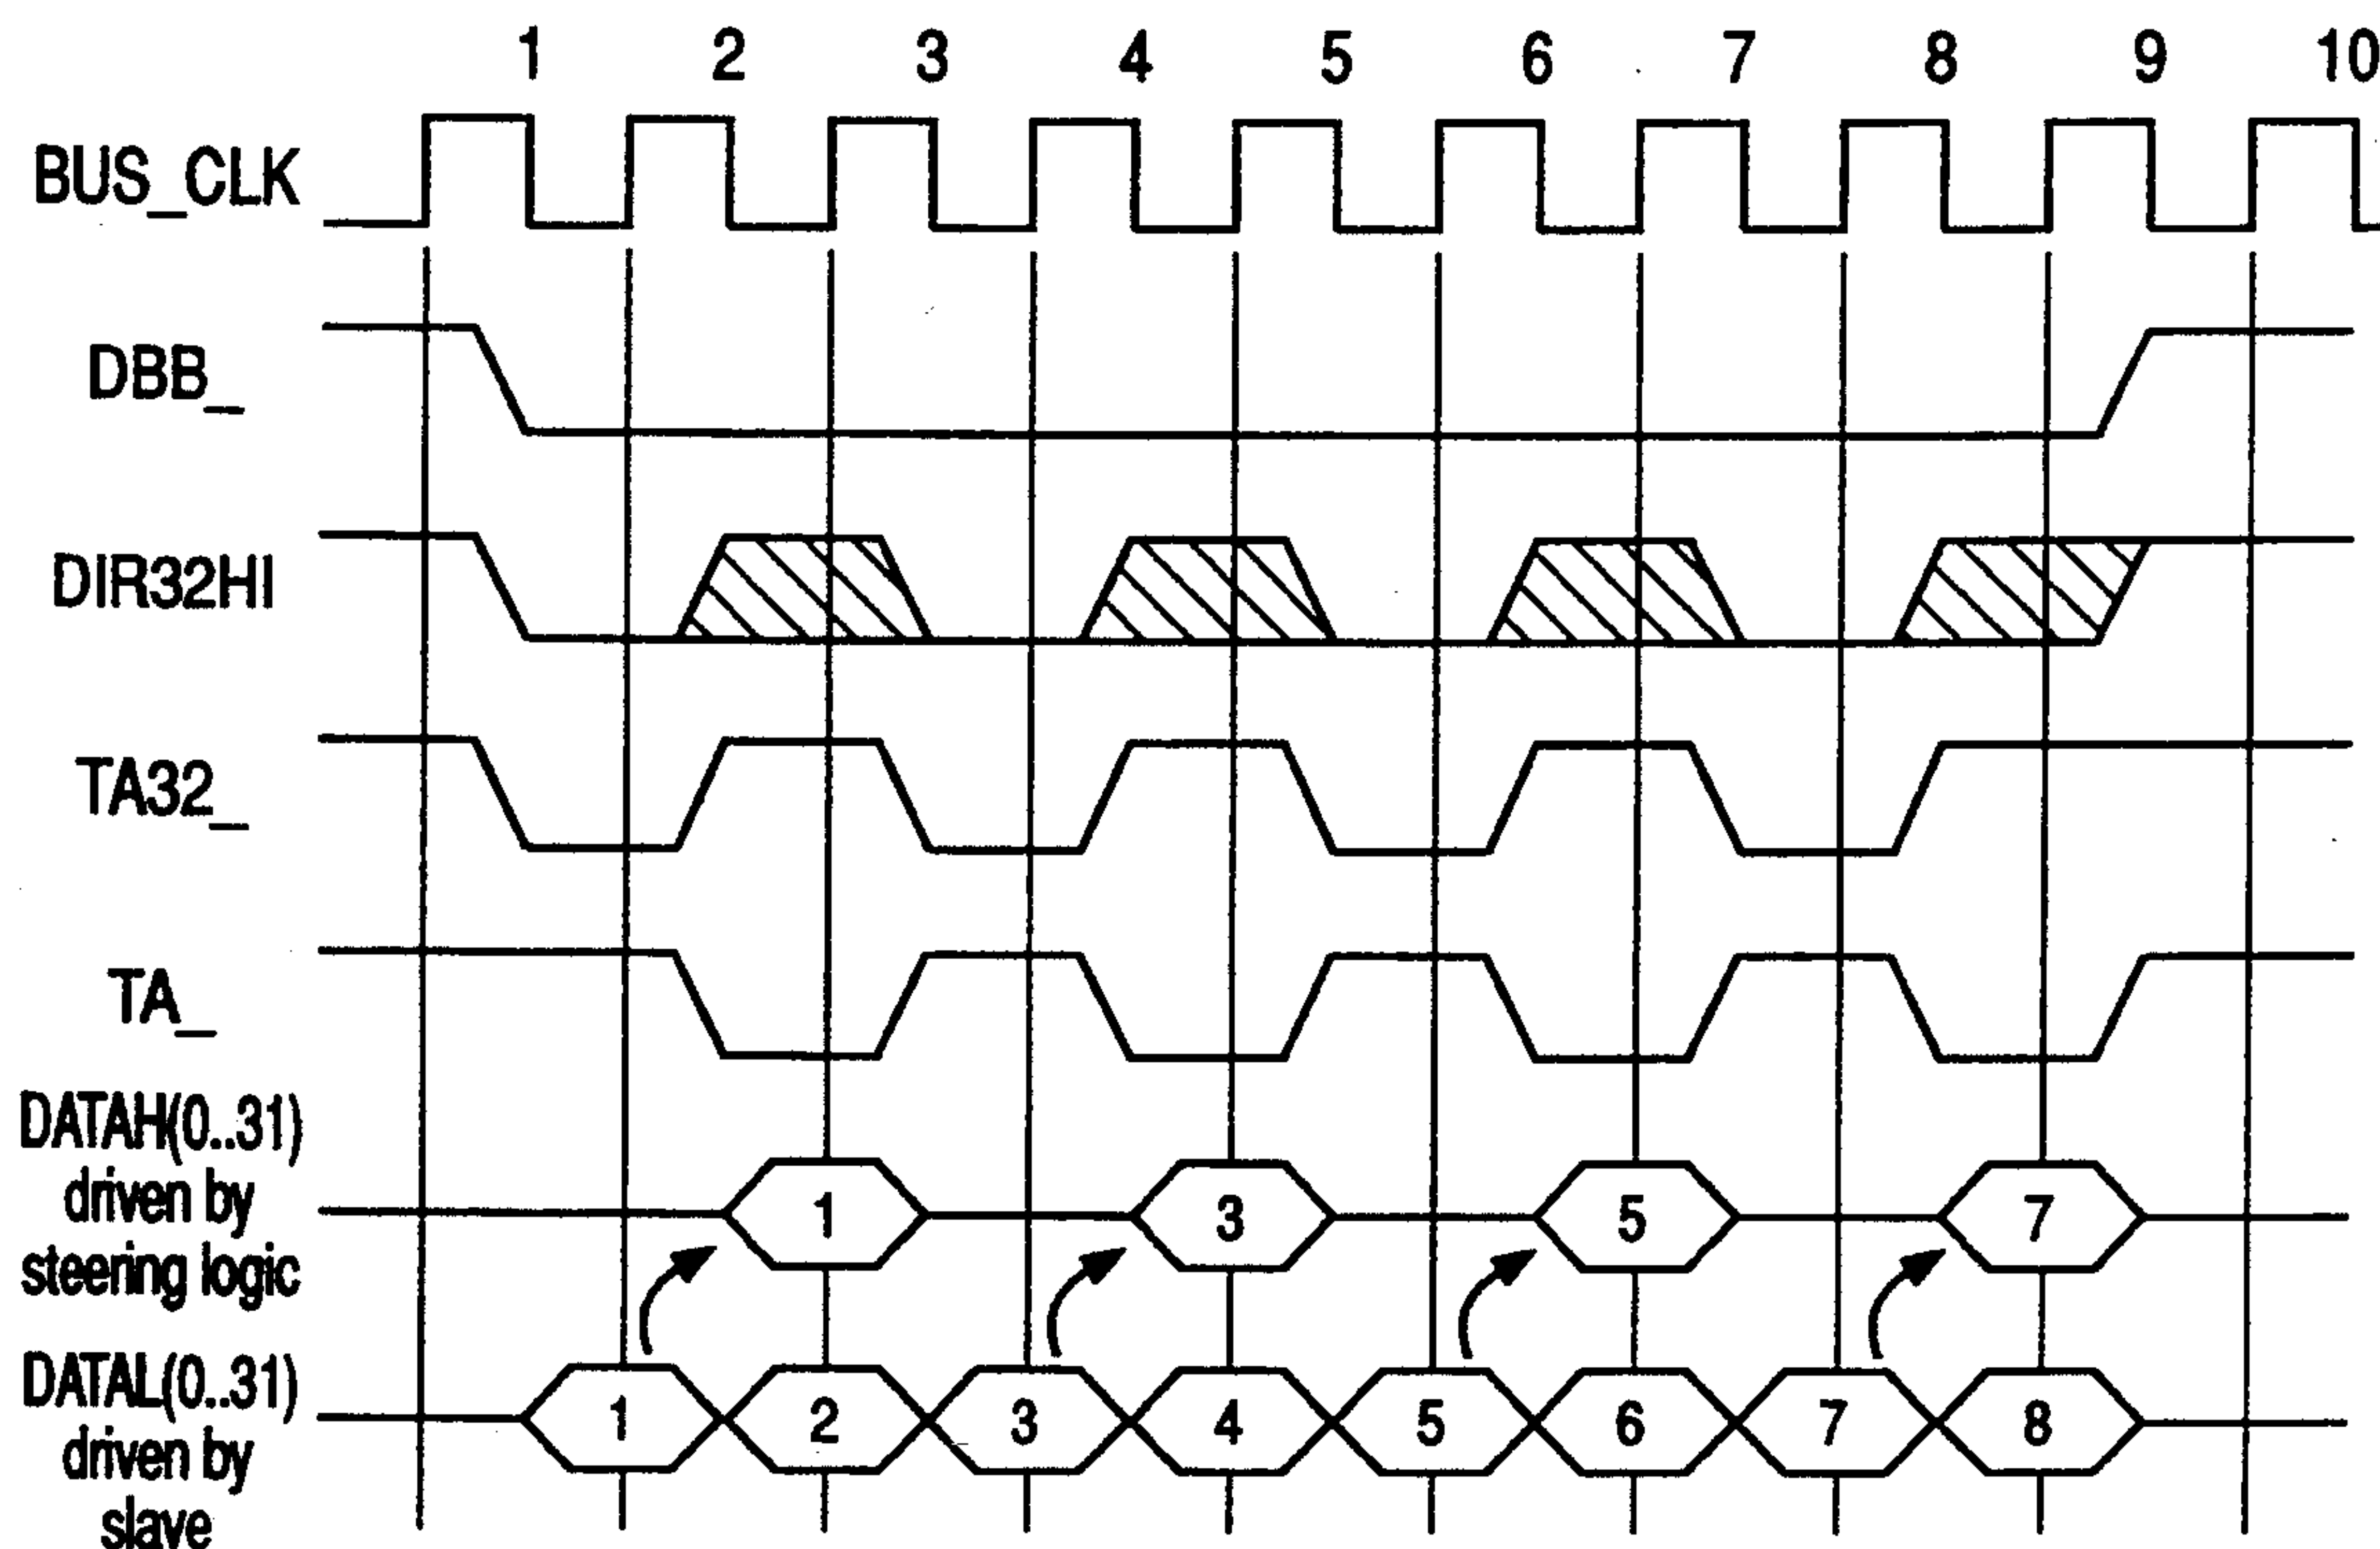 1 2 3 4 5 6 7 8 9 10
BUS_CLK
DBB_
DIR32HI
TA32_
TA_
DATAH(0..31)
driven by
steering logic
1 3 5 7
DATAL(0..31)
driven by
slave
1 2 3 4 5 6 7 8